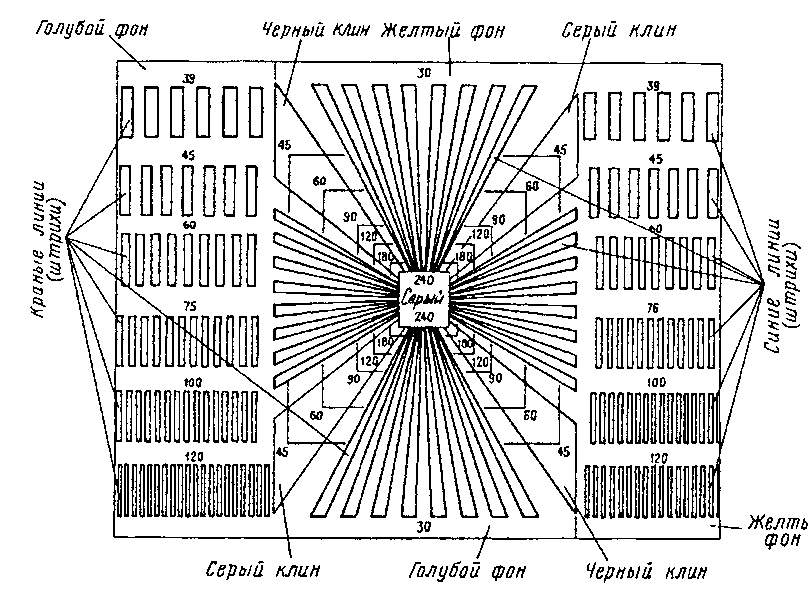 Голубой фон
Черный клин
Желтый фон
Серый клин
39
30
39
45
45
45
45
60
60
60
60
90
90
120
120
180
180
240
Серый
240
75
76
180
180
120
120
90
90
60
60
100
100
45
45
120
120
30
Краные линии
(штрихи)
Синие линии
(штрихи)
Серый клин
Голубой фон
Черный клин
Желть
фон